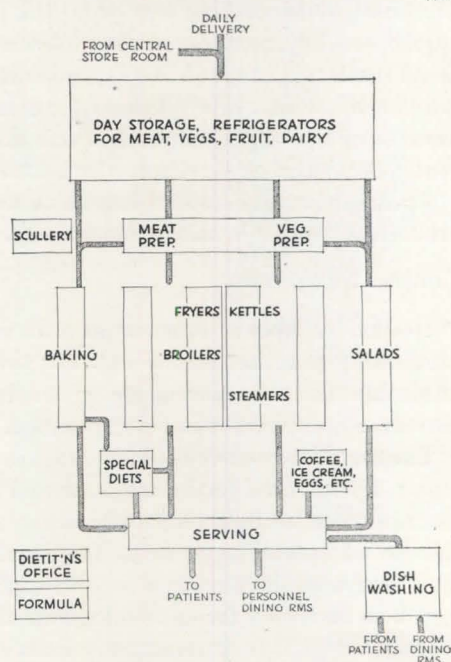 DAILY
DELIVERY
FROM CENTRAL
STORE ROOM
DAY STORAGE, REFRIGERATORS
FOR MEAT, VEGS., FRUIT, DAIRY
SCULLERY
MEAT
PREP.
VEG.
PREP.
FRYERS
KETTLES
BAKING
BROILERS
SALADS
STEAMERS
SPECIAL
DIETS
COFFEE,
ICE CREAM,
EGGS, ETC.
SERVING
DIETIT'N'S
OFFICE
FORMULA
TO
PATIENTS
TO
PERSONNEL
DINING RMS
DISH
WASHING
FROM
PATIENTS
FROM
DINING
RMS.